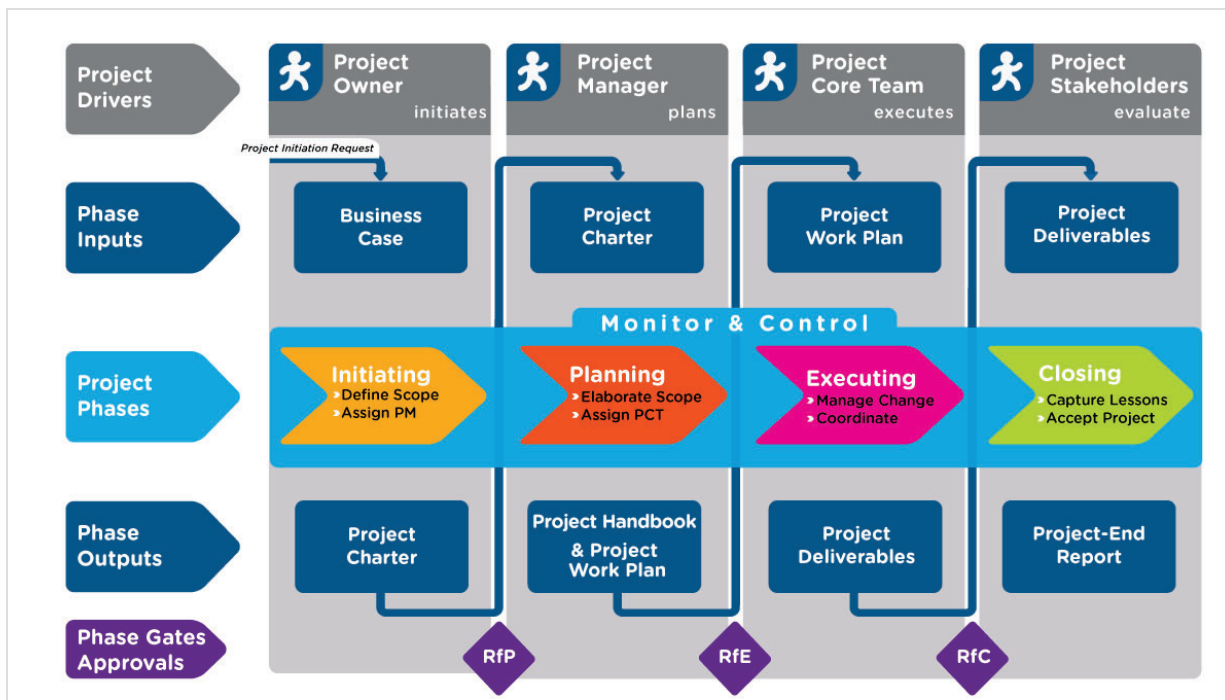 Project
Drivers
Project
Owner
initiates
Project
Manager
plans
Project
Core Team
executes
Project
Stakeholders
evaluate
Project Initiation Request
Phase
Inputs
Business
Case
Project
Charter
Project
Work Plan
Project
Deliverables
Monitor & Control
Project
Phases
Initiating
Define Scope
Assign PM
Planning
Elaborate Scope
Assign PCT
Executing
Manage Change
Coordinate
Closing
Capture Lessons
Accept Project
Phase
Outputs
Project
Charter
Project Handbook
& Project
Work Plan
Project
Deliverables
Project-End
Report
Phase Gates
Approvals
RfP
RfE
RfC